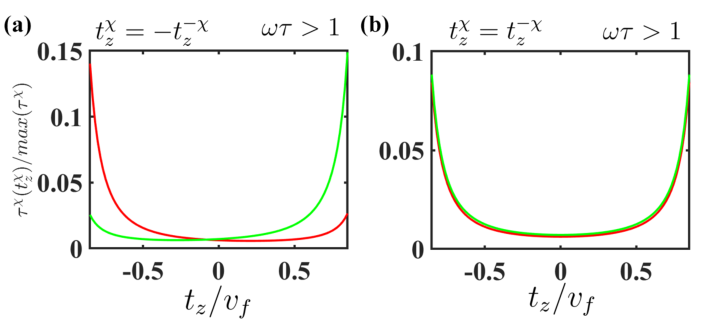 (a) t_z^χ = −t_z^{−χ} ωτ > 1
τ^χ(t_z^χ)/max(τ^χ)
0.15
0.1
0.05
0
-0.5 0 0.5
t_z/v_f
(b) t_z^χ = t_z^{−χ} ωτ > 1
0.1
0.05
0
-0.5 0 0.5
t_z/v_f